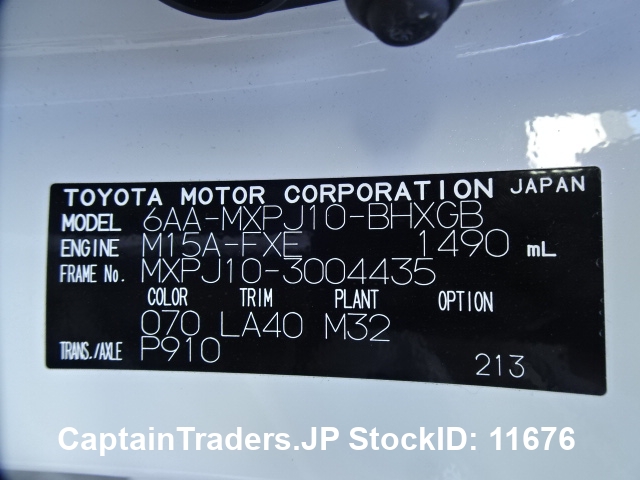 TOYOTA MOTOR CORPORATION JAPAN
MODEL 6AA-MXPJ10-BHXGB
ENGINE M15A-FXE 1490 mL
FRAME No. MXPJ10-3004435
COLOR TRIM PLANT OPTION
070 LA40 M32
TRANS./AXLE P910
213
CaptainTraders.JP StockID: 11676